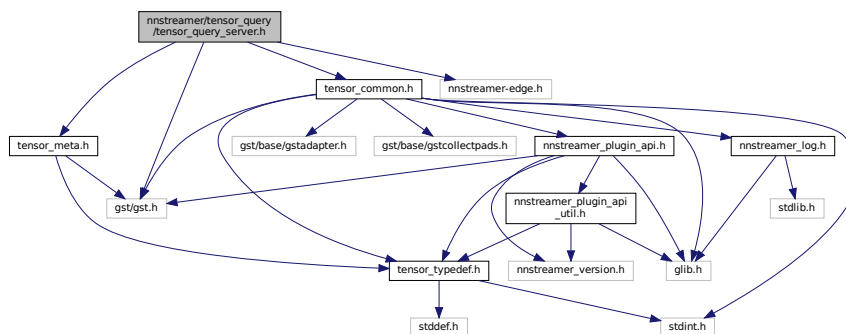 nnstreamer/tensor_query
/tensor_query_server.h
tensor_common.h
nnstreamer-edge.h
tensor_meta.h
gst/base/gstadapter.h
gst/base/gstcollectpads.h
nnstreamer_plugin_api.h
nnstreamer_log.h
gst/gst.h
nnstreamer_plugin_api
_util.h
stdlib.h
tensor_typedef.h
nnstreamer_version.h
glib.h
stddef.h
stdint.h